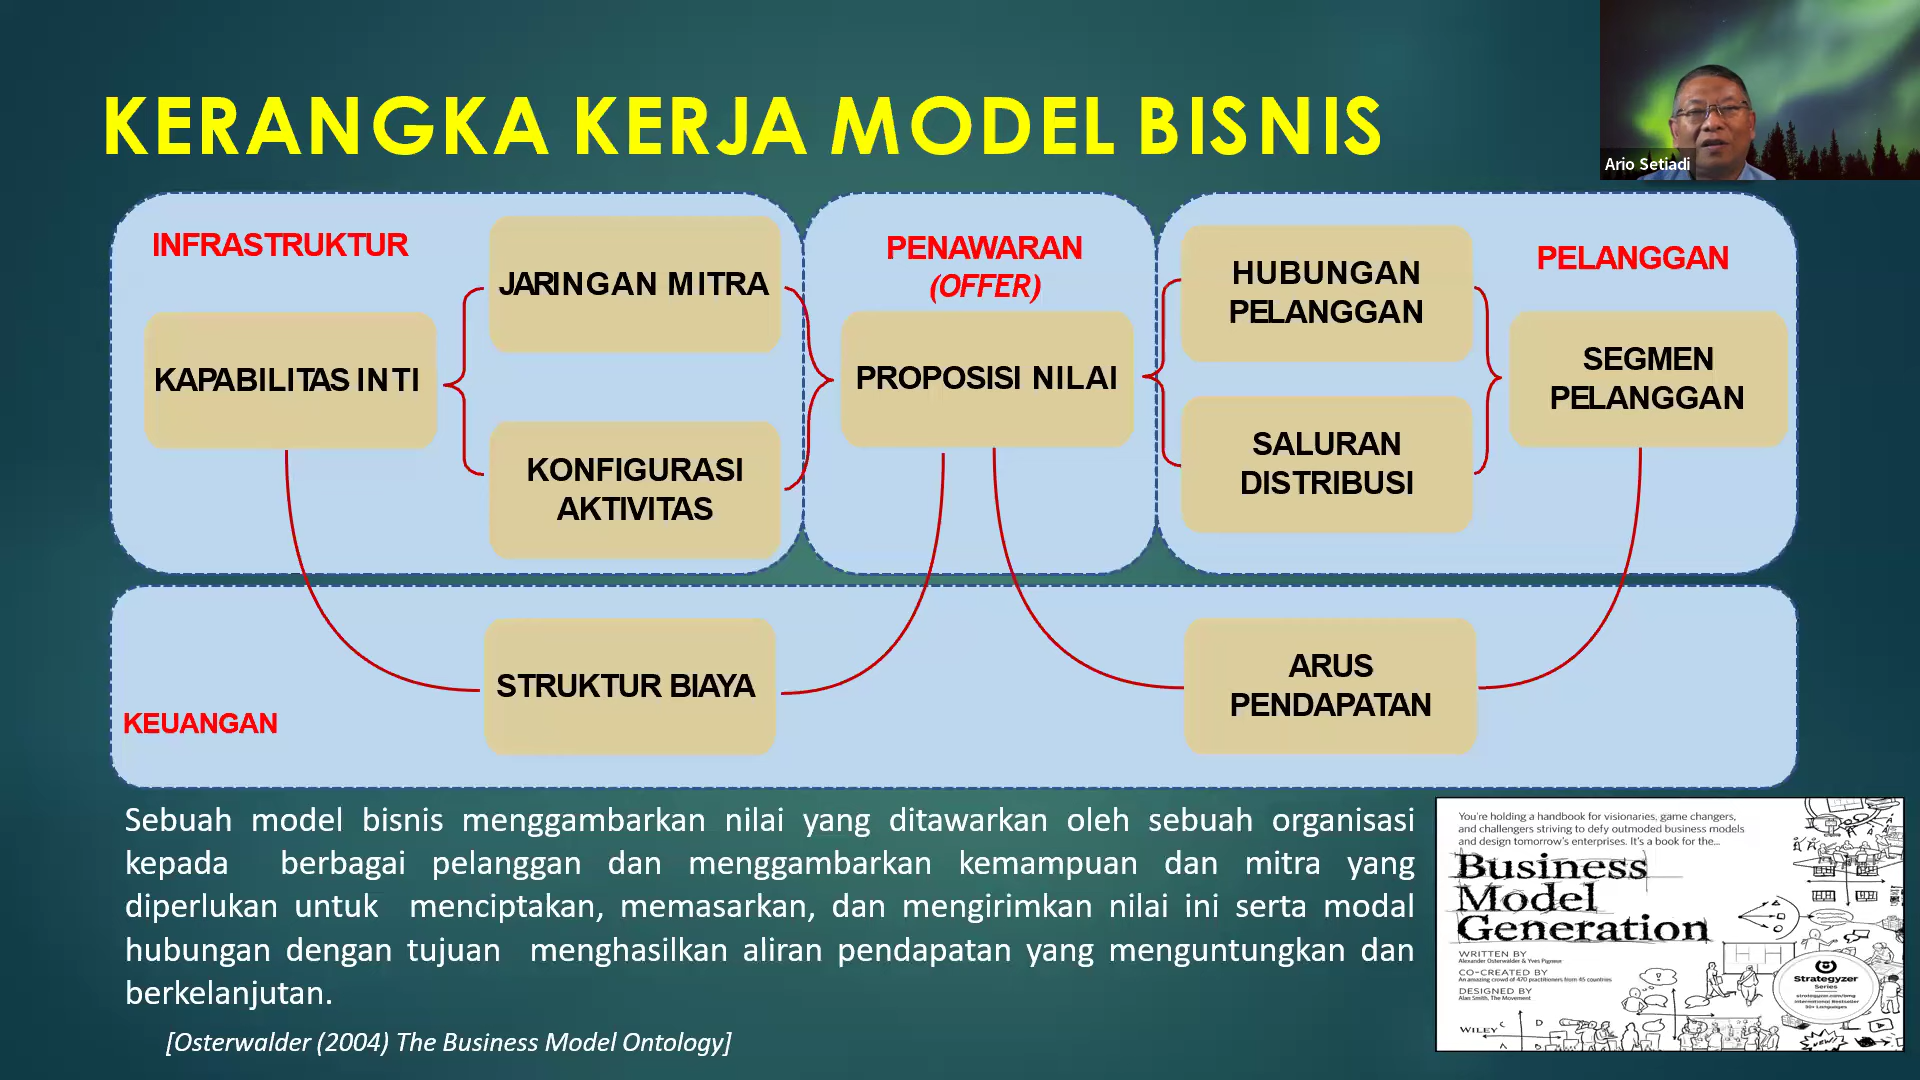 KERANGKA KERJA MODEL BISNIS
Ario Setiadi
INFRASTRUKTUR
JARINGAN MITRA
KAPABILITAS INTI
KONFIGURASI
AKTIVITAS
PENAWARAN
(OFFER)
PROPOSISI NILAI
HUBUNGAN
PELANGGAN
PELANGGAN
SEGMEN
PELANGGAN
SALURAN
DISTRIBUSI
STRUKTUR BIAYA
ARUS
PENDAPATAN
KEUANGAN
Sebuah model bisnis menggambarkan nilai yang ditawarkan oleh sebuah organisasi
kepada berbagai pelanggan dan menggambarkan kemampuan dan mitra yang
diperlukan untuk menciptakan, memasarkan, dan mengirimkan nilai ini serta modal
hubungan dengan tujuan menghasilkan aliran pendapatan yang menguntungkan dan
berkelanjutan.
[Osterwalder (2004) The Business Model Ontology]
You're holding a handbook for visionaries, game changers,
and challengers striving to defy outmoded business models
and design tomorrow's enterprises. It's a book for the...
Business
Model
Generation
WRITTEN BY
Alexander Osterwalder & Yves Pigneur
CO-CREATED BY
An amazing crowd of 470 practitioners from 45 countries
DESIGNED BY
Alan Smith, The Movement
WILEY
Strategyzer
Series
strategyzer.com/bmg
International Bestseller
30+ Languages